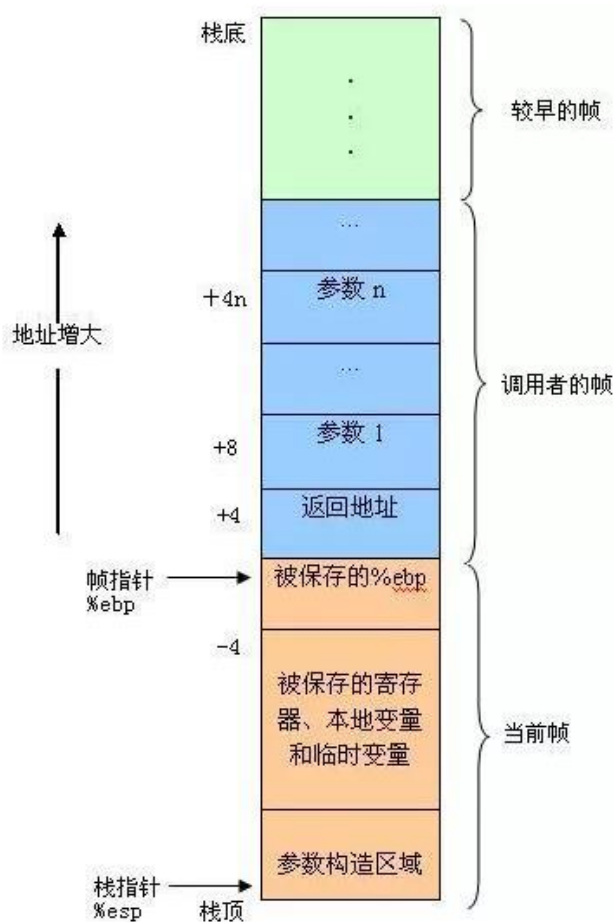 栈底
.
.
.
较早的帧
...
+4n
参数 n
地址增大
...
调用者的帧
+8
参数 1
+4
返回地址
帧指针
%ebp
被保存的%ebp
-4
被保存的寄存
器、本地变量
和临时变量
当前帧
参数构造区域
栈指针
%esp
栈顶